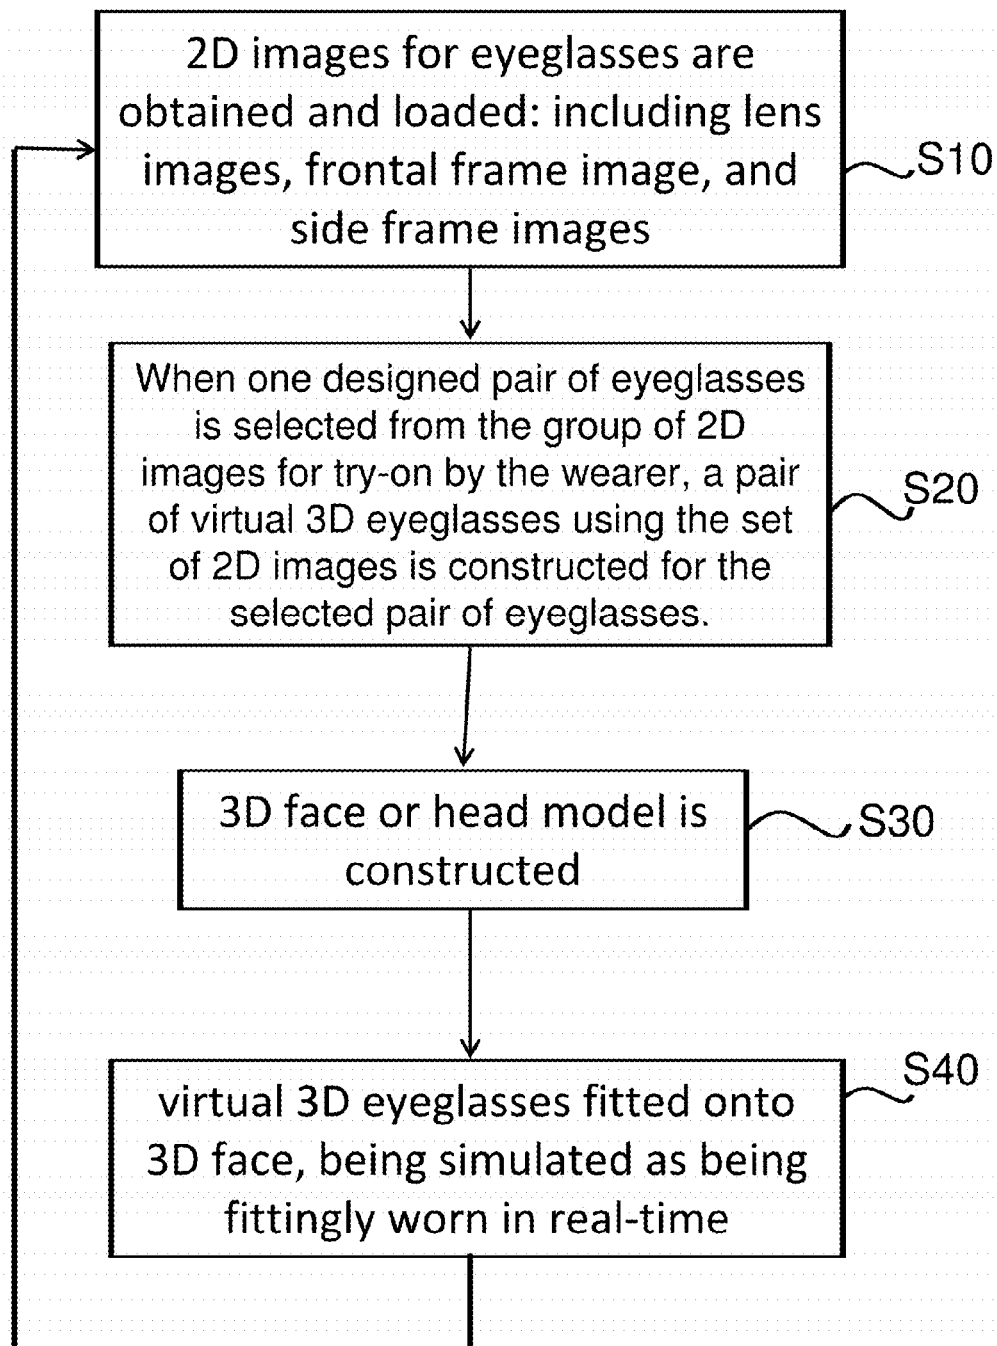 2D images for eyeglasses are
obtained and loaded: including lens
images, frontal frame image, and
side frame images
S10
When one designed pair of eyeglasses
is selected from the group of 2D
images for try-on by the wearer, a pair
of virtual 3D eyeglasses using the set
of 2D images is constructed for the
selected pair of eyeglasses.
S20
3D face or head model is
constructed
S30
virtual 3D eyeglasses fitted onto
3D face, being simulated as being
fittingly worn in real-time
S40